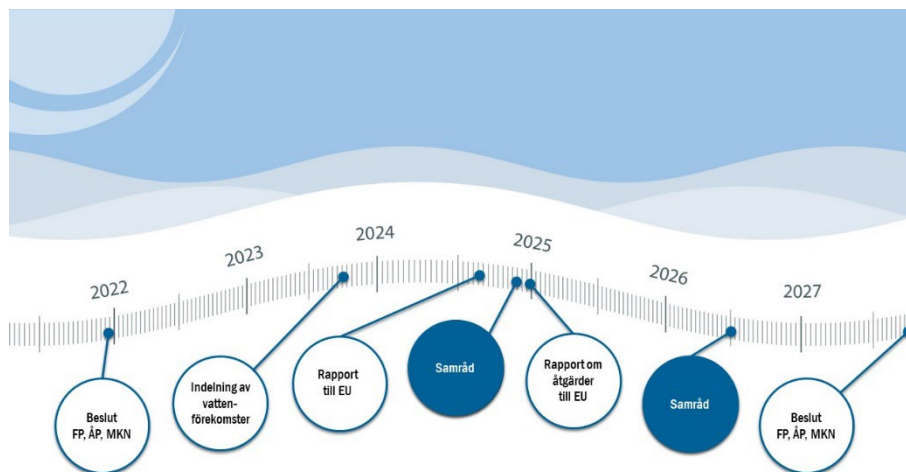 2022
2023
2024
2025
2026
2027
Beslut
FP, ÅP, MKN
Indelning av
vatten-
förekomster
Rapport
till EU
Samråd
Rapport om
åtgärder
till EU
Samråd
Beslut
FP, ÅP, MKN